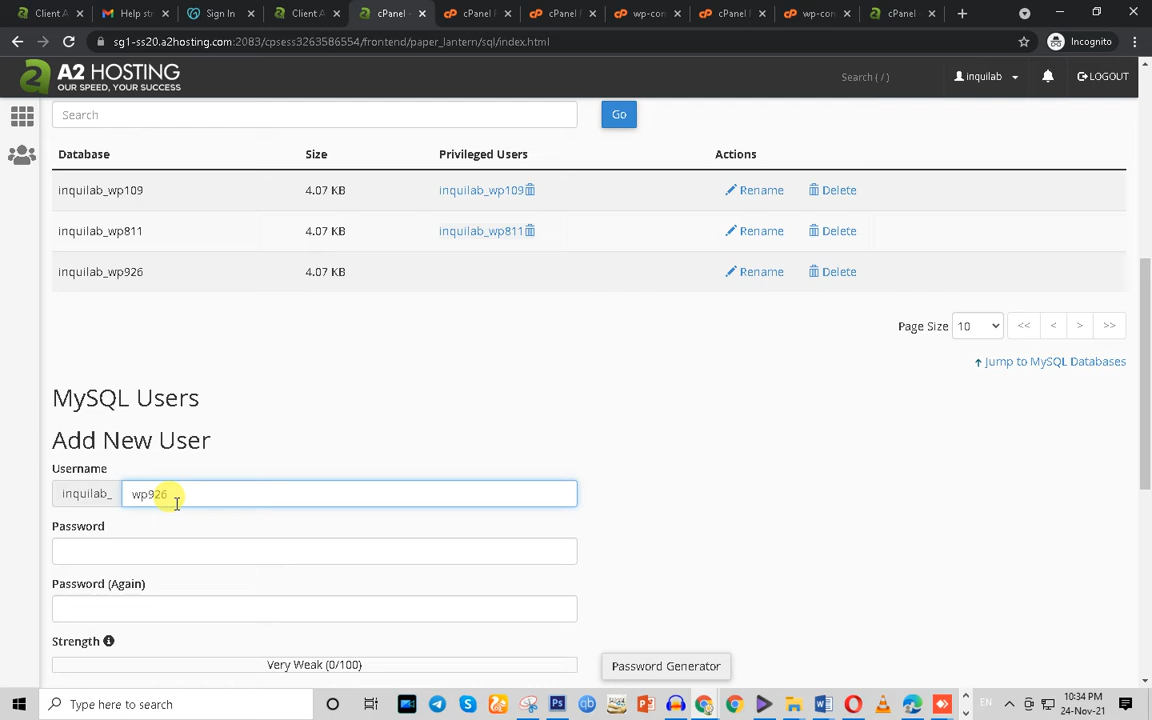 Client A
Help str
Sign In
Client A
cPanel -
cPanel F
cPanel F
wp-con
cPanel F
wp-con
cPanel -
sg1-ss20.a2hosting.com:2083/cpsess3263586554/frontend/paper_lantern/sql/index.html
Incognito
A2 HOSTING
OUR SPEED, YOUR SUCCESS
Search ( / )
inquilab
LOGOUT
Search
Go
Database Size Privileged Users Actions
inquilab_wp109 4.07 KB inquilab_wp109 Rename Delete
inquilab_wp811 4.07 KB inquilab_wp811 Rename Delete
inquilab_wp926 4.07 KB Rename Delete
Page Size 10 << < > >>
Jump to MySQL Databases
MySQL Users
Add New User
Username
inquilab_ wp926
Password
Password (Again)
Strength
Very Weak (0/100)
Password Generator
Type here to search
EN
10:34 PM
24-Nov-21